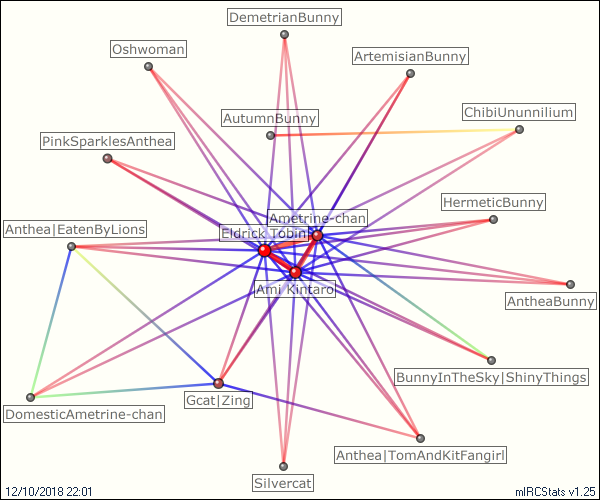 DemetrianBunny
Oshwoman
ArtemisianBunny
ChibiUnunnilium
AutumnBunny
PinkSparklesAnthea
HermeticBunny
Ametrine-chan
Anthea|EatenByLions
Eldrick Tobin
Ami Kintaro
AntheaBunny
BunnyInTheSky|ShinyThings
Gcat|Zing
DomesticAmetrine-chan
Anthea|TomAndKitFangirl
Silvercat
12/10/2018 22:01
mIRCStats v1.25